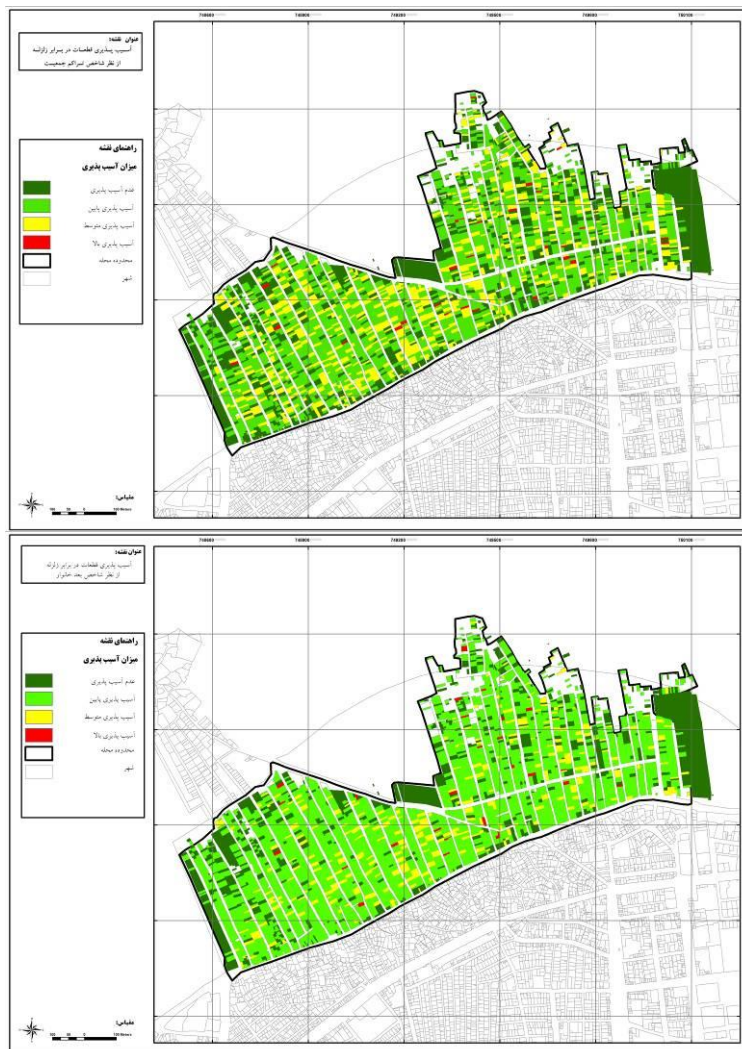 عنوان نقشه:
آسیب پذیری قطعات در برابر زلزله
از نظر شاخص تراکم جمعیت
راهنمای نقشه
میزان آسیب پذیری
عدم آسیب پذیری
آسیب پذیری پایین
آسیب پذیری متوسط
آسیب پذیری بالا
محدوده محله
شهر
مقیاس:
عنوان نقشه:
آسیب پذیری قطعات در برابر زلزله
از نظر شاخص بعد خانوار
راهنمای نقشه
میزان آسیب پذیری
عدم آسیب پذیری
آسیب پذیری پایین
آسیب پذیری متوسط
آسیب پذیری بالا
محدوده محله
شهر
مقیاس: